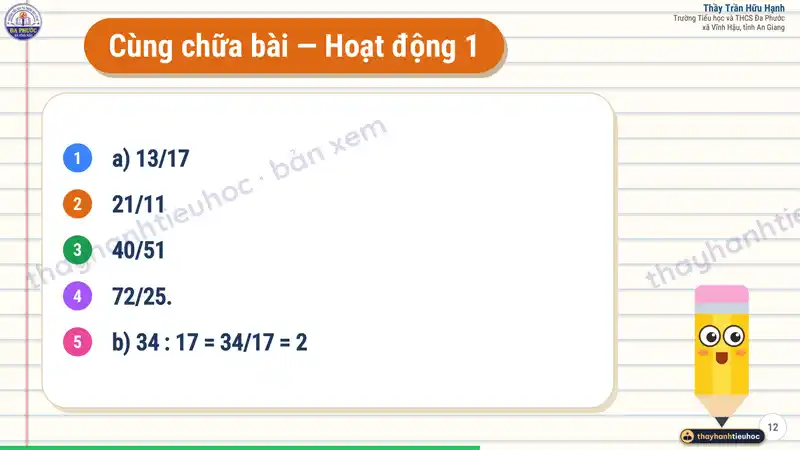 ĐA PHƯỚC
Thầy Trần Hữu Hạnh
Trường Tiểu học và THCS Đa Phước
xã Vĩnh Hậu, tỉnh An Giang
Cùng chữa bài – Hoạt động 1
1 a) 13/17
2 21/11
3 40/51
4 72/25.
5 b) 34 : 17 = 34/17 = 2
thayhanhtieuhoc · bản xem
thayhanhtieuhoc
12
thayhanhtieuhoc